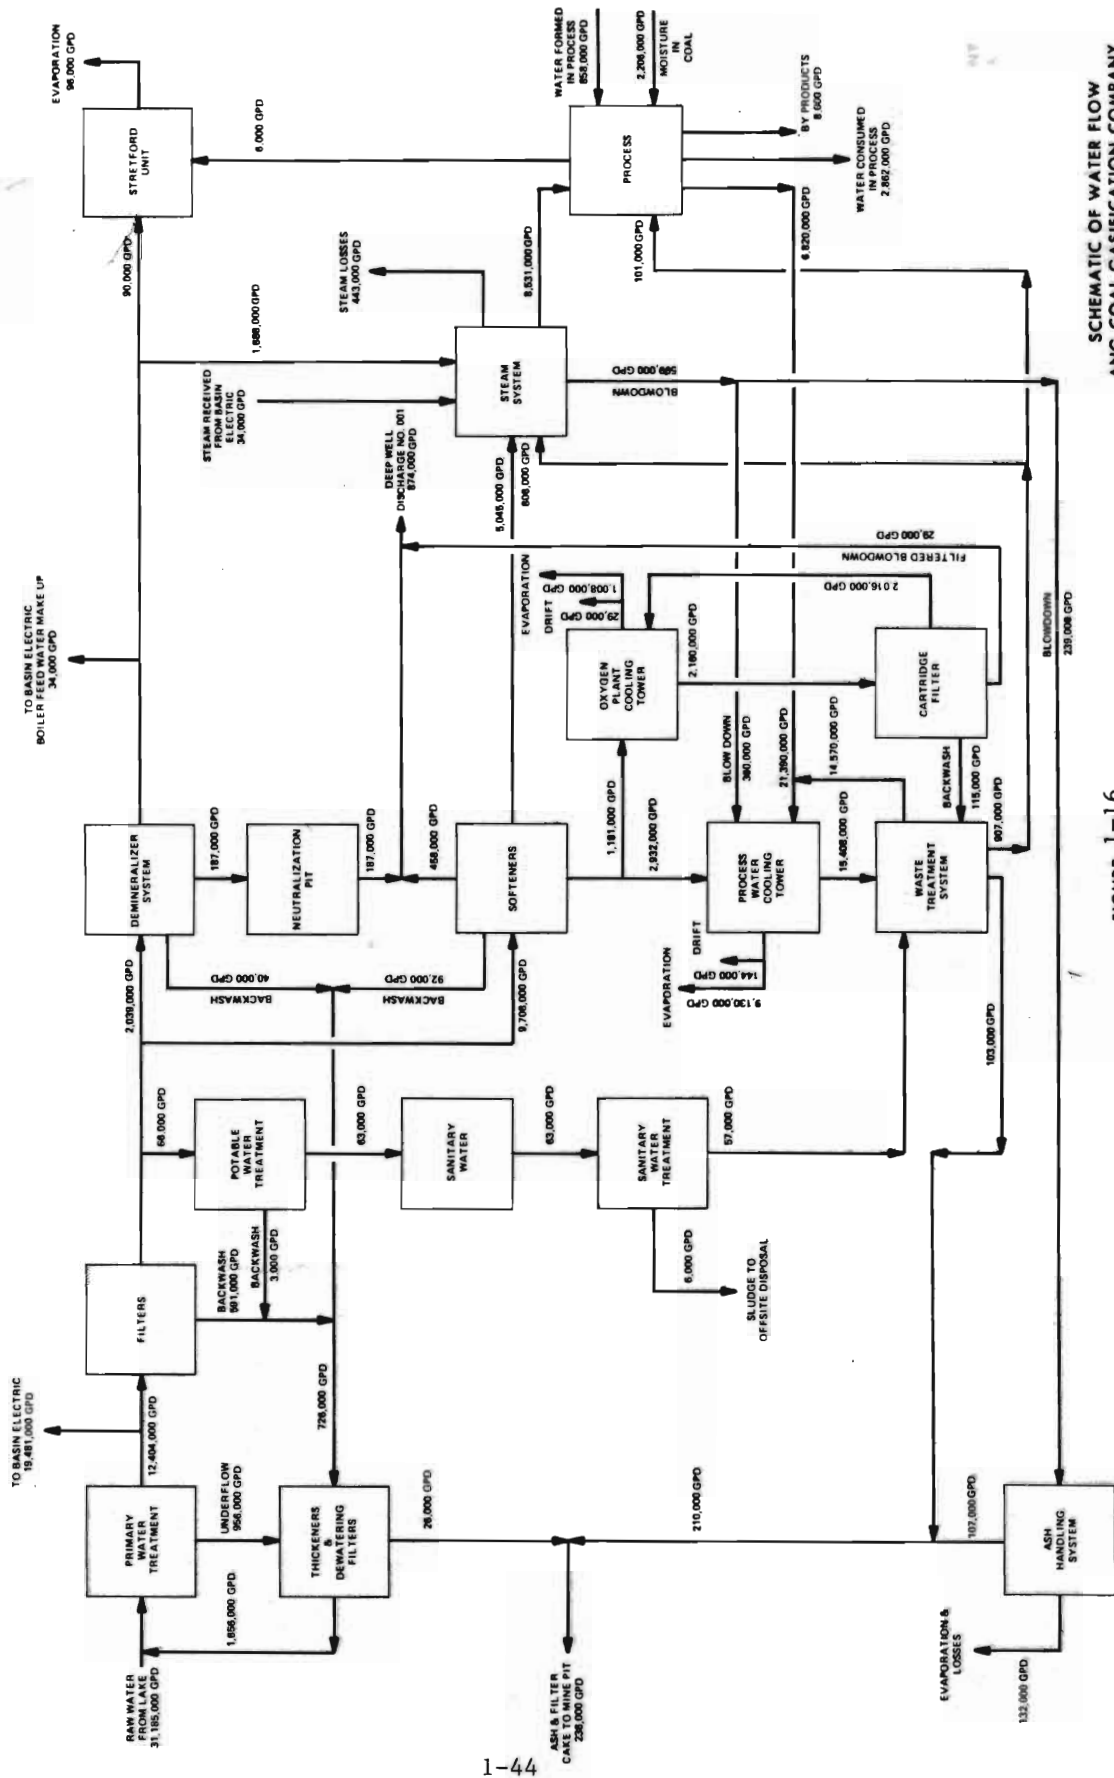 TO BASIN ELECTRIC
19,481,000 GPD
RAW WATER
FROM LAKE
31,185,000 GPD
PRIMARY
WATER
TREATMENT
12,404,000 GPD
UNDERFLOW
956,000 GPD
1,656,000 GPD
THICKENERS
&
DEWATERING
FILTERS
726,000 GPD
26,000 GPD
FILTERS
BACKWASH
591,000 GPD
BACKWASH
3,000 GPD
66,000 GPD
POTABLE
WATER
TREATMENT
63,000 GPD
SANITARY
WATER
63,000 GPD
SANITARY
WATER
TREATMENT
57,000 GPD
6,000 GPD
SLUDGE TO
OFFSITE DISPOSAL
2,039,000 GPD
9,706,000 GPD
DEMINERALIZER
SYSTEM
BACKWASH
40,000 GPD
BACKWASH
92,000 GPD
187,000 GPD
NEUTRALIZATION
PIT
187,000 GPD
458,000 GPD
SOFTENERS
TO BASIN ELECTRIC
BOILER FEED WATER MAKE UP
34,000 GPD
90,000 GPD
STRETFORD
UNIT
EVAPORATION
96,000 GPD
6,000 GPD
1,688,000 GPD
STEAM RECEIVED
FROM BASIN
ELECTRIC
34,000 GPD
DEEP WELL
DISCHARGE NO. 001
674,000 GPD
STEAM LOSSES
443,000 GPD
STEAM
SYSTEM
5,045,000 GPD
806,000 GPD
8,531,000 GPD
599,000 GPD
BLOWDOWN
WATER FORMED
IN PROCESS
858,000 GPD
2,206,000 GPD
MOISTURE
IN
COAL
PROCESS
BY PRODUCTS
8,000 GPD
WATER CONSUMED
IN PROCESS
2,862,000 GPD
6,820,000 GPD
101,000 GPD
1,181,000 GPD
2,932,000 GPD
OXYGEN
PLANT
COOLING
TOWER
EVAPORATION
1,008,000 GPD
DRIFT
29,000 GPD
2,160,000 GPD
2,016,000 GPD
FILTERED BLOWDOWN
29,000 GPD
CARTRIDGE
FILTER
BACKWASH
115,000 GPD
BLOW DOWN
360,000 GPD
21,390,000 GPD
14,570,000 GPD
PROCESS
WATER
COOLING
TOWER
DRIFT
144,000 GPD
EVAPORATION
9,130,000 GPD
15,408,000 GPD
WASTE
TREATMENT
SYSTEM
907,000 GPD
103,000 GPD
BLOWDOWN
239,000 GPD
ASH
HANDLING
SYSTEM
107,000 GPD
210,000 GPD
EVAPORATION &
LOSSES
132,000 GPD
ASH & FILTER
CAKE TO MINE PIT
236,000 GPD
SCHEMATIC OF WATER FLOW
ANG COAL GASIFICATION COMPANY
FIGURE 1-16
1-44